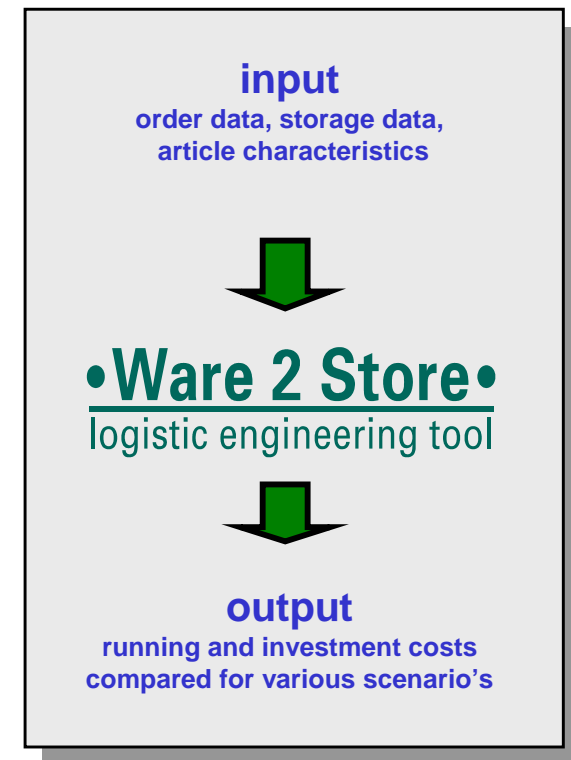 input
order data, storage data,
article characteristics
•Ware 2 Store•
logistic engineering tool
output
running and investment costs
compared for various scenario's